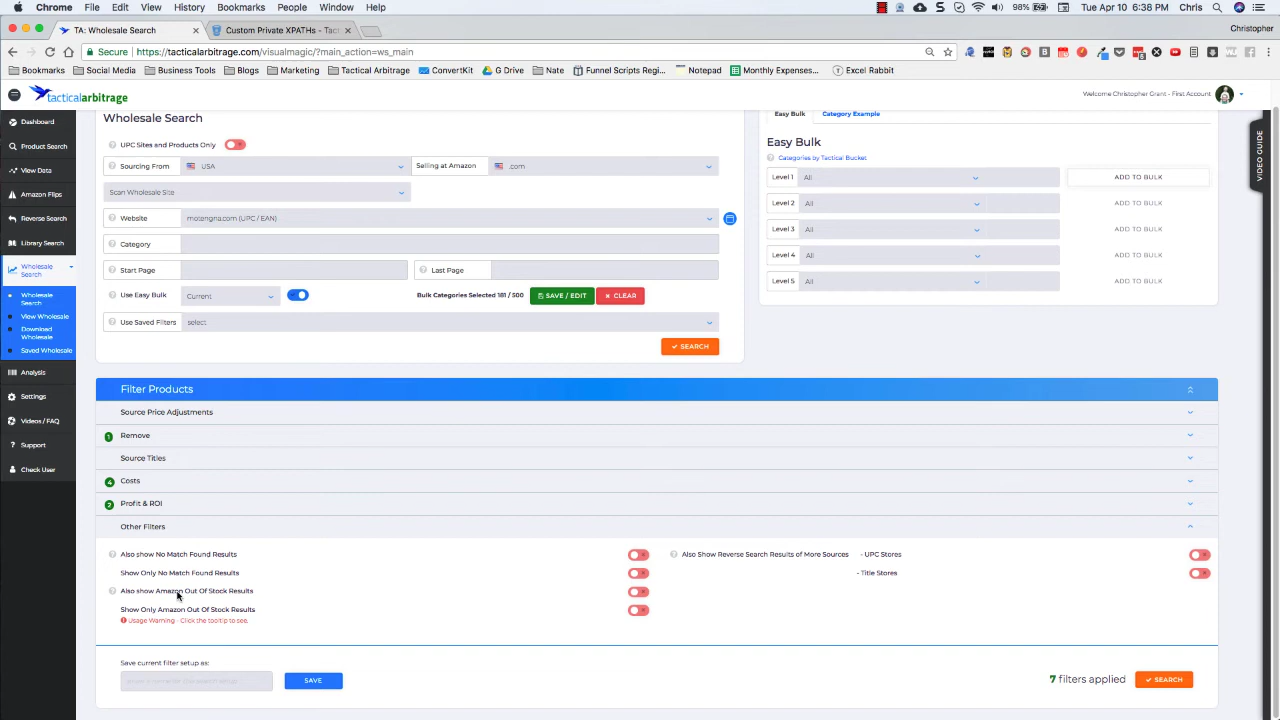 Chrome File Edit View History Bookmarks People Window Help 98% Tue Apr 10 6:38 PM Chris
TA: Wholesale Search Custom Private XPATHs - T Christopher
Secure https://tacticalarbitrage.com/visualmagic/?main_action=ws_main
Bookmarks Social Media Business Tools Blogs Marketing Tactical Arbitrage ConvertKit G Drive Nate Funnel Scripts Regi... Notepad Monthly Expenses... Excel Rabbit
tacticalarbitrage Welcome Christopher Grant - First Account
Dashboard
Product Search
View Data
Amazon Flips
Reverse Search
Library Search
Wholesale Search
Wholesale Search
View Wholesale
Download Wholesale
Saved Wholesale
Analysis
Settings
Videos / FAQ
Support
Check User
Wholesale Search
UPC Sites and Products Only
Sourcing From USA Selling at Amazon .com
Scan Wholesale Site
Website motengna.com (UPC / EAN)
Category
Start Page Last Page
Use Easy Bulk Current Bulk Categories Selected 181 / 500 SAVE / EDIT CLEAR
Use Saved Filters select
SEARCH
Easy Bulk Category Example
Easy Bulk
Categories by Tactical Bucket
Level 1 All ADD TO BULK
Level 2 All ADD TO BULK
Level 3 All ADD TO BULK
Level 4 All ADD TO BULK
Level 5 All ADD TO BULK
VIDEO GUIDE
Filter Products
Source Price Adjustments
1 Remove
Source Titles
4 Costs
2 Profit & ROI
Other Filters
Also show No Match Found Results Also Show Reverse Search Results of More Sources - UPC Stores
Show Only No Match Found Results - Title Stores
Also show Amazon Out Of Stock Results
Show Only Amazon Out Of Stock Results
Usage Warning - Click the tooltip to see.
Save current filter setup as:
SAVE 7 filters applied SEARCH